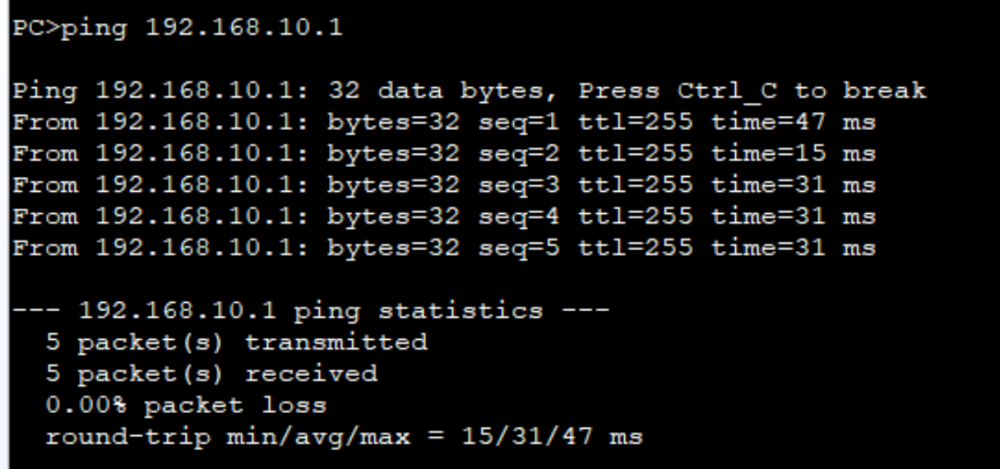 PC>ping 192.168.10.1
Ping 192.168.10.1: 32 data bytes, Press Ctrl_C to break
From 192.168.10.1: bytes=32 seq=1 ttl=255 time=47 ms
From 192.168.10.1: bytes=32 seq=2 ttl=255 time=15 ms
From 192.168.10.1: bytes=32 seq=3 ttl=255 time=31 ms
From 192.168.10.1: bytes=32 seq=4 ttl=255 time=31 ms
From 192.168.10.1: bytes=32 seq=5 ttl=255 time=31 ms
--- 192.168.10.1 ping statistics ---
5 packet(s) transmitted
5 packet(s) received
0.00% packet loss
round-trip min/avg/max = 15/31/47 ms